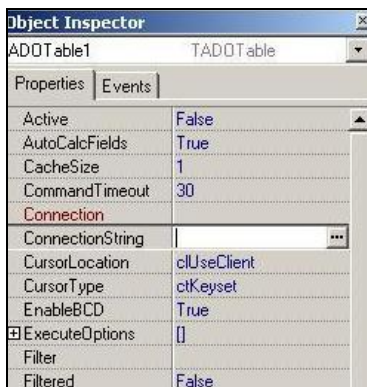 Object Inspector
ADOTable1 TADOTable
Properties Events
Active False
AutoCalcFields True
CacheSize 1
CommandTimeout 30
Connection
ConnectionString ...
CursorLocation clUseClient
CursorType ctKeyset
EnableBCD True
ExecuteOptions []
Filter
Filtered False